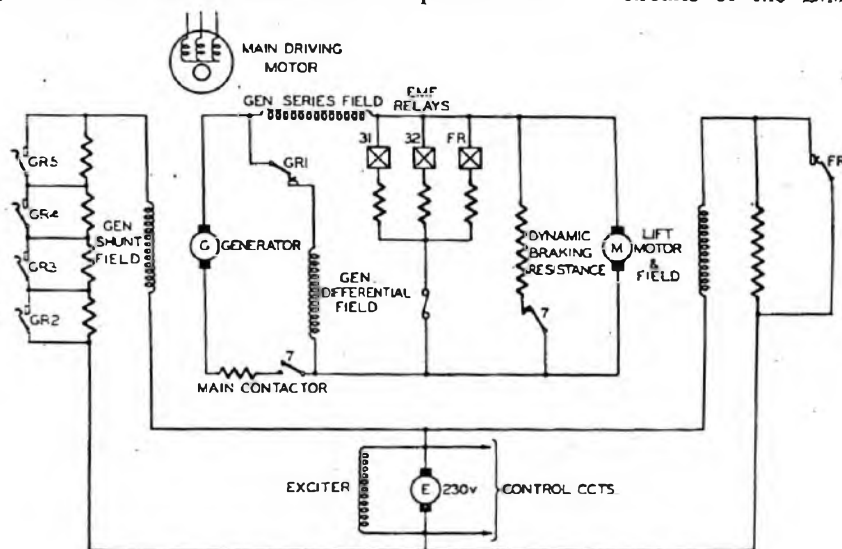 MAIN DRIVING
MOTOR
GEN SERIES FIELD
EMF
RELAYS
31
32
FR
GR1
GR5
GR4
GR3
GR2
GEN
SHUNT
FIELD
G
GENERATOR
GEN
DIFFERENTIAL
FIELD
DYNAMIC
BRAKING
RESISTANCE
7
M
LIFT
MOTOR
&
FIELD
FR
7
MAIN CONTACTOR
EXCITER
E
230v
CONTROL CCTS.